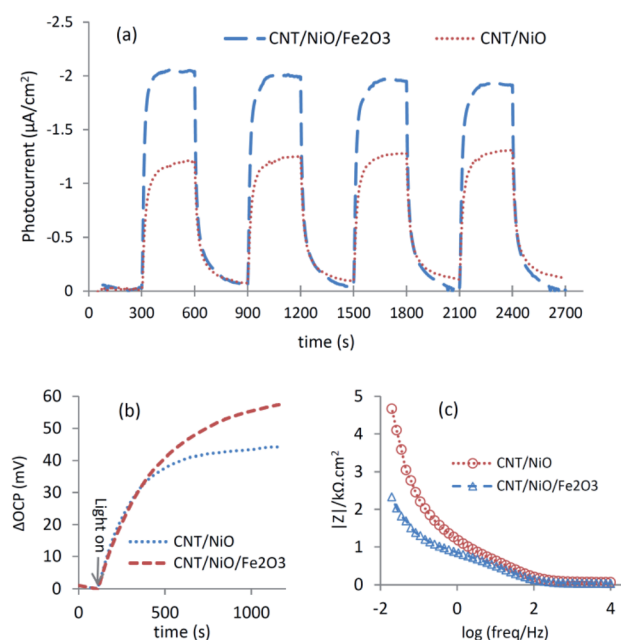 (a)
CNT/NiO/Fe2O3
CNT/NiO
Photocurrent (µA/cm²)
-2.5
-2
-1.5
-1
-0.5
0
0 300 600 900 1200 1500 1800 2100 2400 2700
time (s)
(b)
ΔOCP (mV)
60
50
40
30
20
10
0
Light on
CNT/NiO
CNT/NiO/Fe2O3
0 500 1000
time (s)
(c)
|Z|/kΩ.cm²
5
4
3
2
1
0
CNT/NiO
CNT/NiO/Fe2O3
-2 0 2 4
log (freq/Hz)